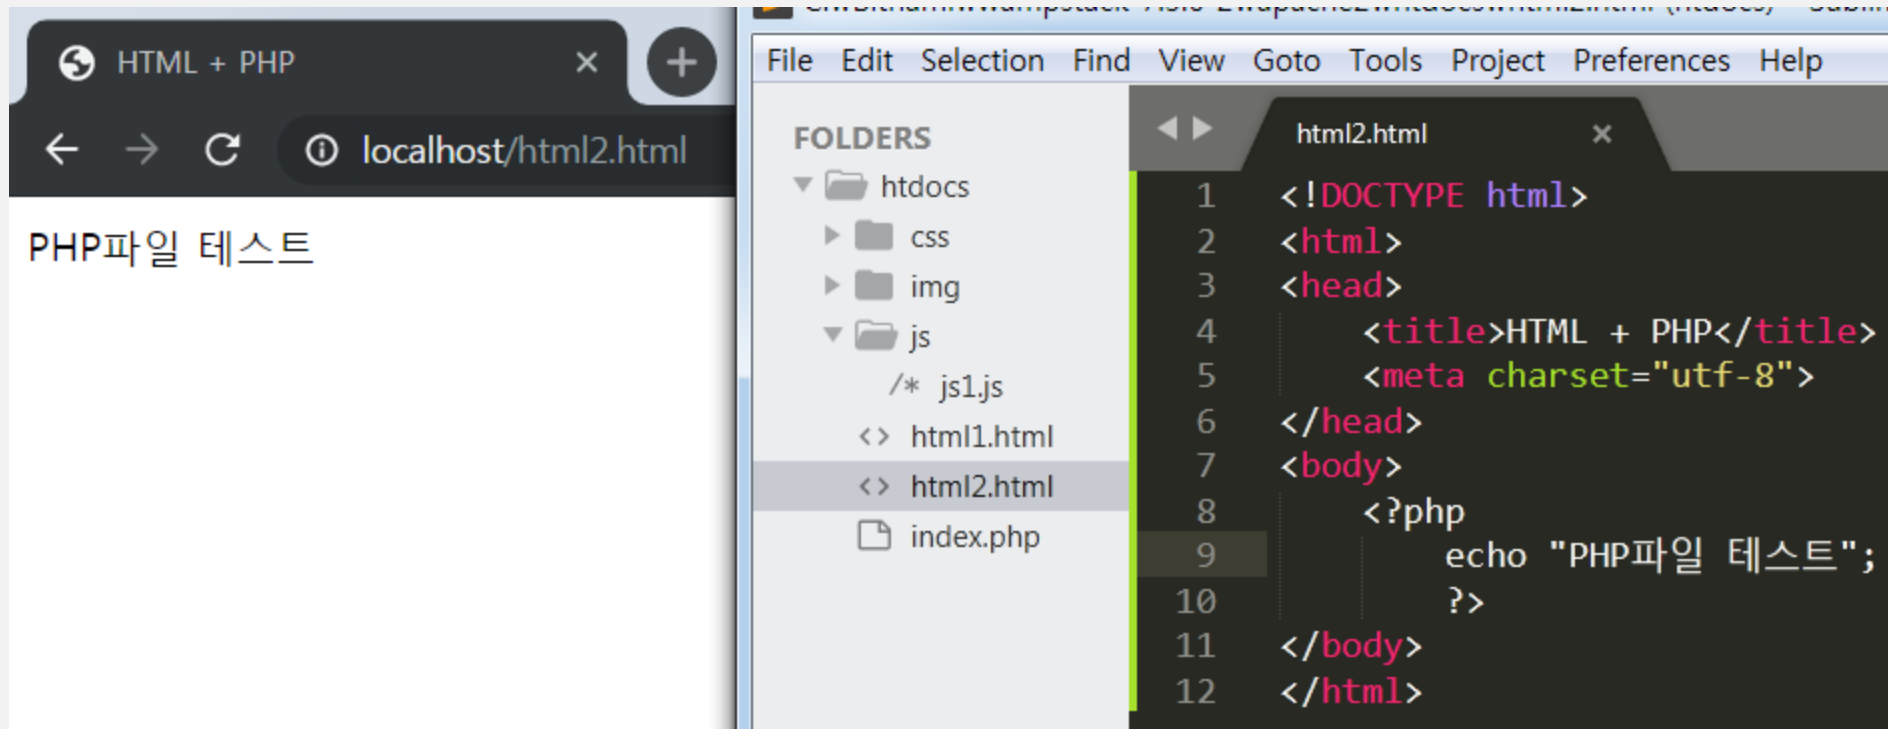 HTML + PHP
localhost/html2.html
PHP파일 테스트
File Edit Selection Find View Goto Tools Project Preferences Help
FOLDERS
htdocs
css
img
js
/* js1.js
<> html1.html
<> html2.html
index.php
html2.html
1 <!DOCTYPE html>
2 <html>
3 <head>
4 <title>HTML + PHP</title>
5 <meta charset="utf-8">
6 </head>
7 <body>
8 <?php
9 echo "PHP파일 테스트";
10 ?>
11 </body>
12 </html>